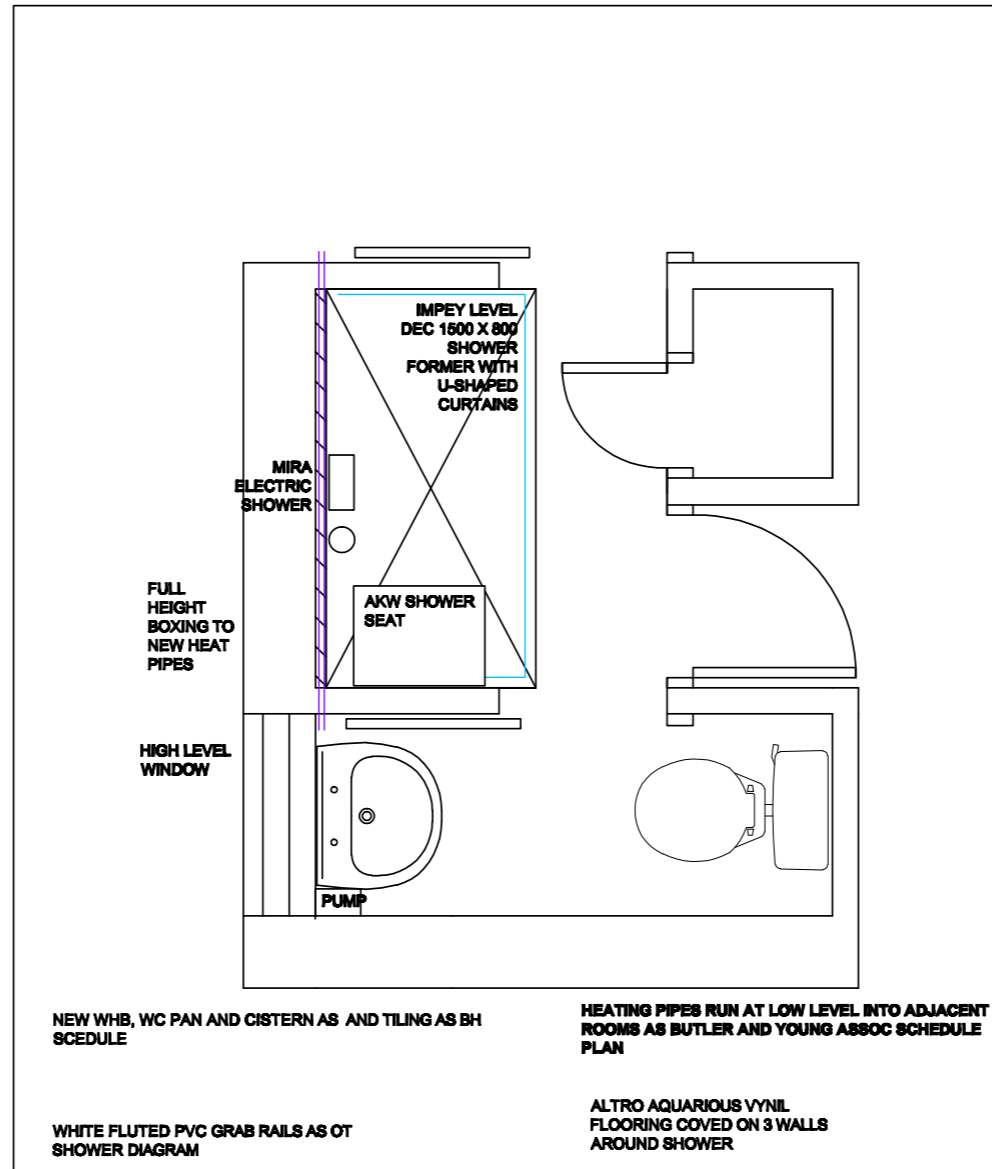 IMPEY LEVEL
DEC 1500 X 800
SHOWER
FORMER WITH
U-SHAPED
CURTAINS
MIRA
ELECTRIC
SHOWER
AKW SHOWER
SEAT
FULL
HEIGHT
BOXING TO
NEW HEAT
PIPES
HIGH LEVEL
WINDOW
PUMP
NEW WHB, WC PAN AND CISTERN AS AND TILING AS BH
SCEDULE
HEATING PIPES RUN AT LOW LEVEL INTO ADJACENT
ROOMS AS BUTLER AND YOUNG ASSOC SCHEDULE
PLAN
WHITE FLUTED PVC GRAB RAILS AS OT
SHOWER DIAGRAM
ALTRO AQUARIOUS VYNIL
FLOORING COVED ON 3 WALLS
AROUND SHOWER